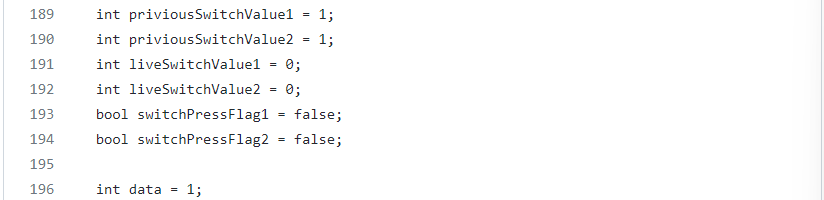 189 int priviousSwitchValue1 = 1;
190 int priviousSwitchValue2 = 1;
191 int liveSwitchValue1 = 0;
192 int liveSwitchValue2 = 0;
193 bool switchPressFlag1 = false;
194 bool switchPressFlag2 = false;
195
196 int data = 1;